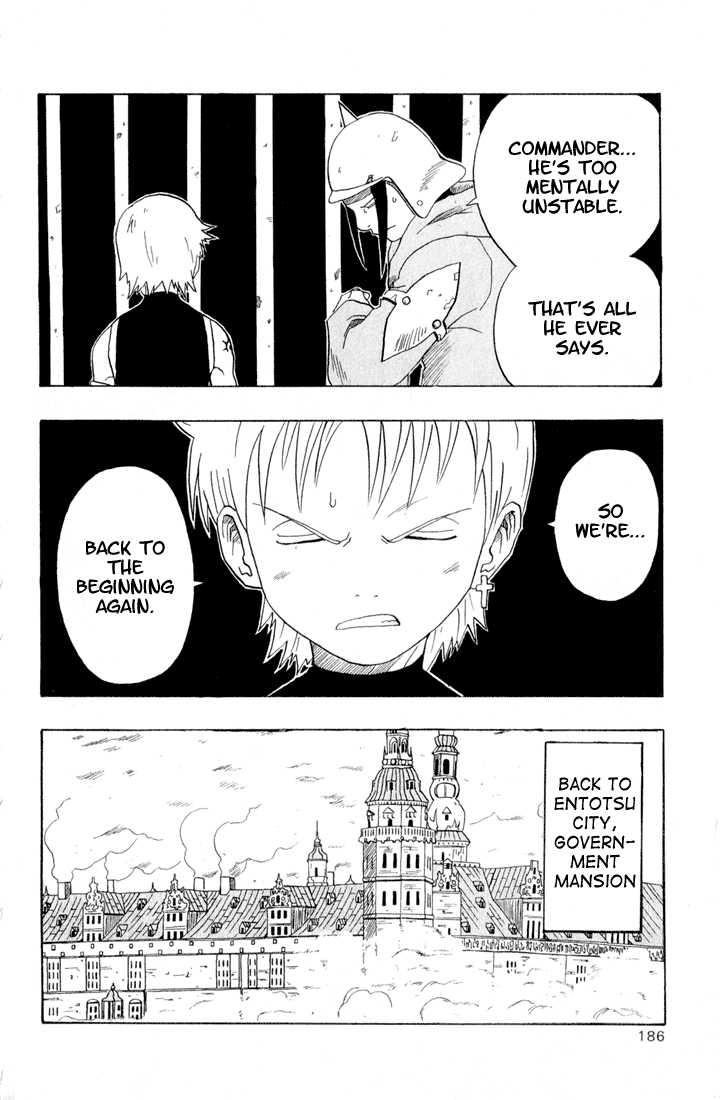 COMMANDER...
HE'S TOO
MENTALLY
UNSTABLE.
THAT'S ALL
HE EVER
SAYS.
SO
WE'RE...
BACK TO
THE
BEGINNING
AGAIN.
BACK TO
ENTOTSU
CITY,
GOVERN-
MENT
MANSION
186